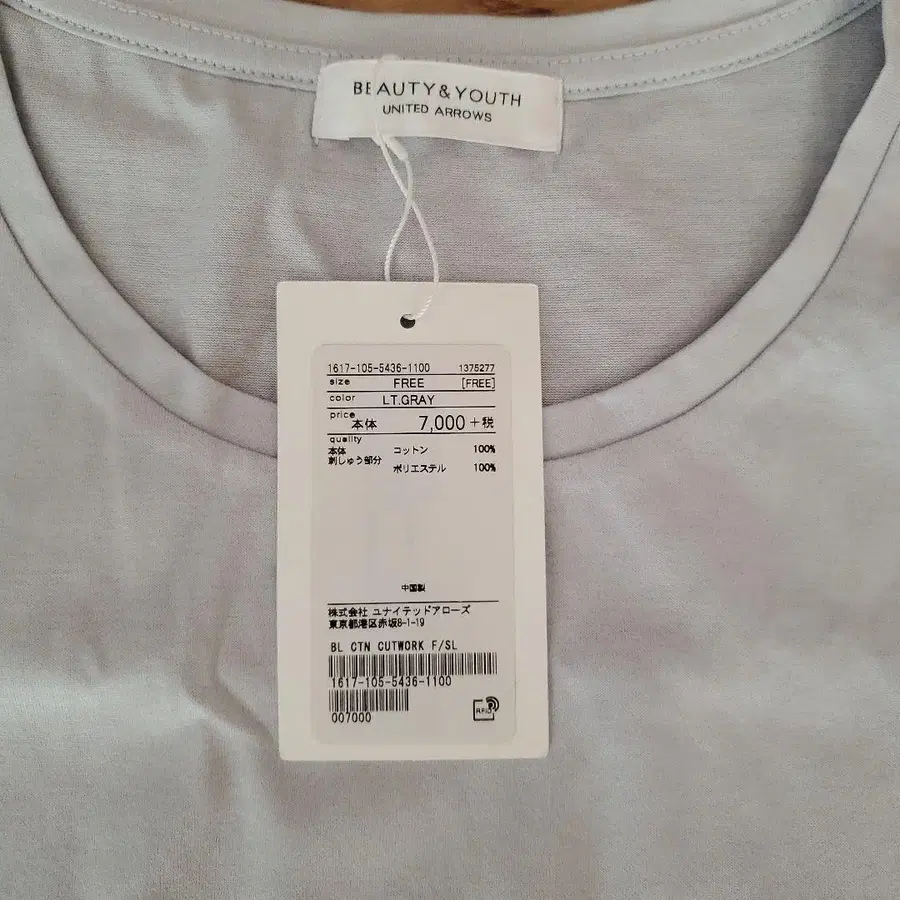 BEAUTY&YOUTH
UNITED ARROWS
1617-105-5436-1100 1375277
size FREE [FREE]
color LT.GRAY
price 本体 7,000+税
quality
本体 コットン 100%
刺しゅう部分
ポリエステル 100%
中国製
株式会社 ユナイテッドアローズ
東京都港区赤坂8-1-19
BL CTN CUTWORK F/SL
1617-105-5436-1100
007000
RFID